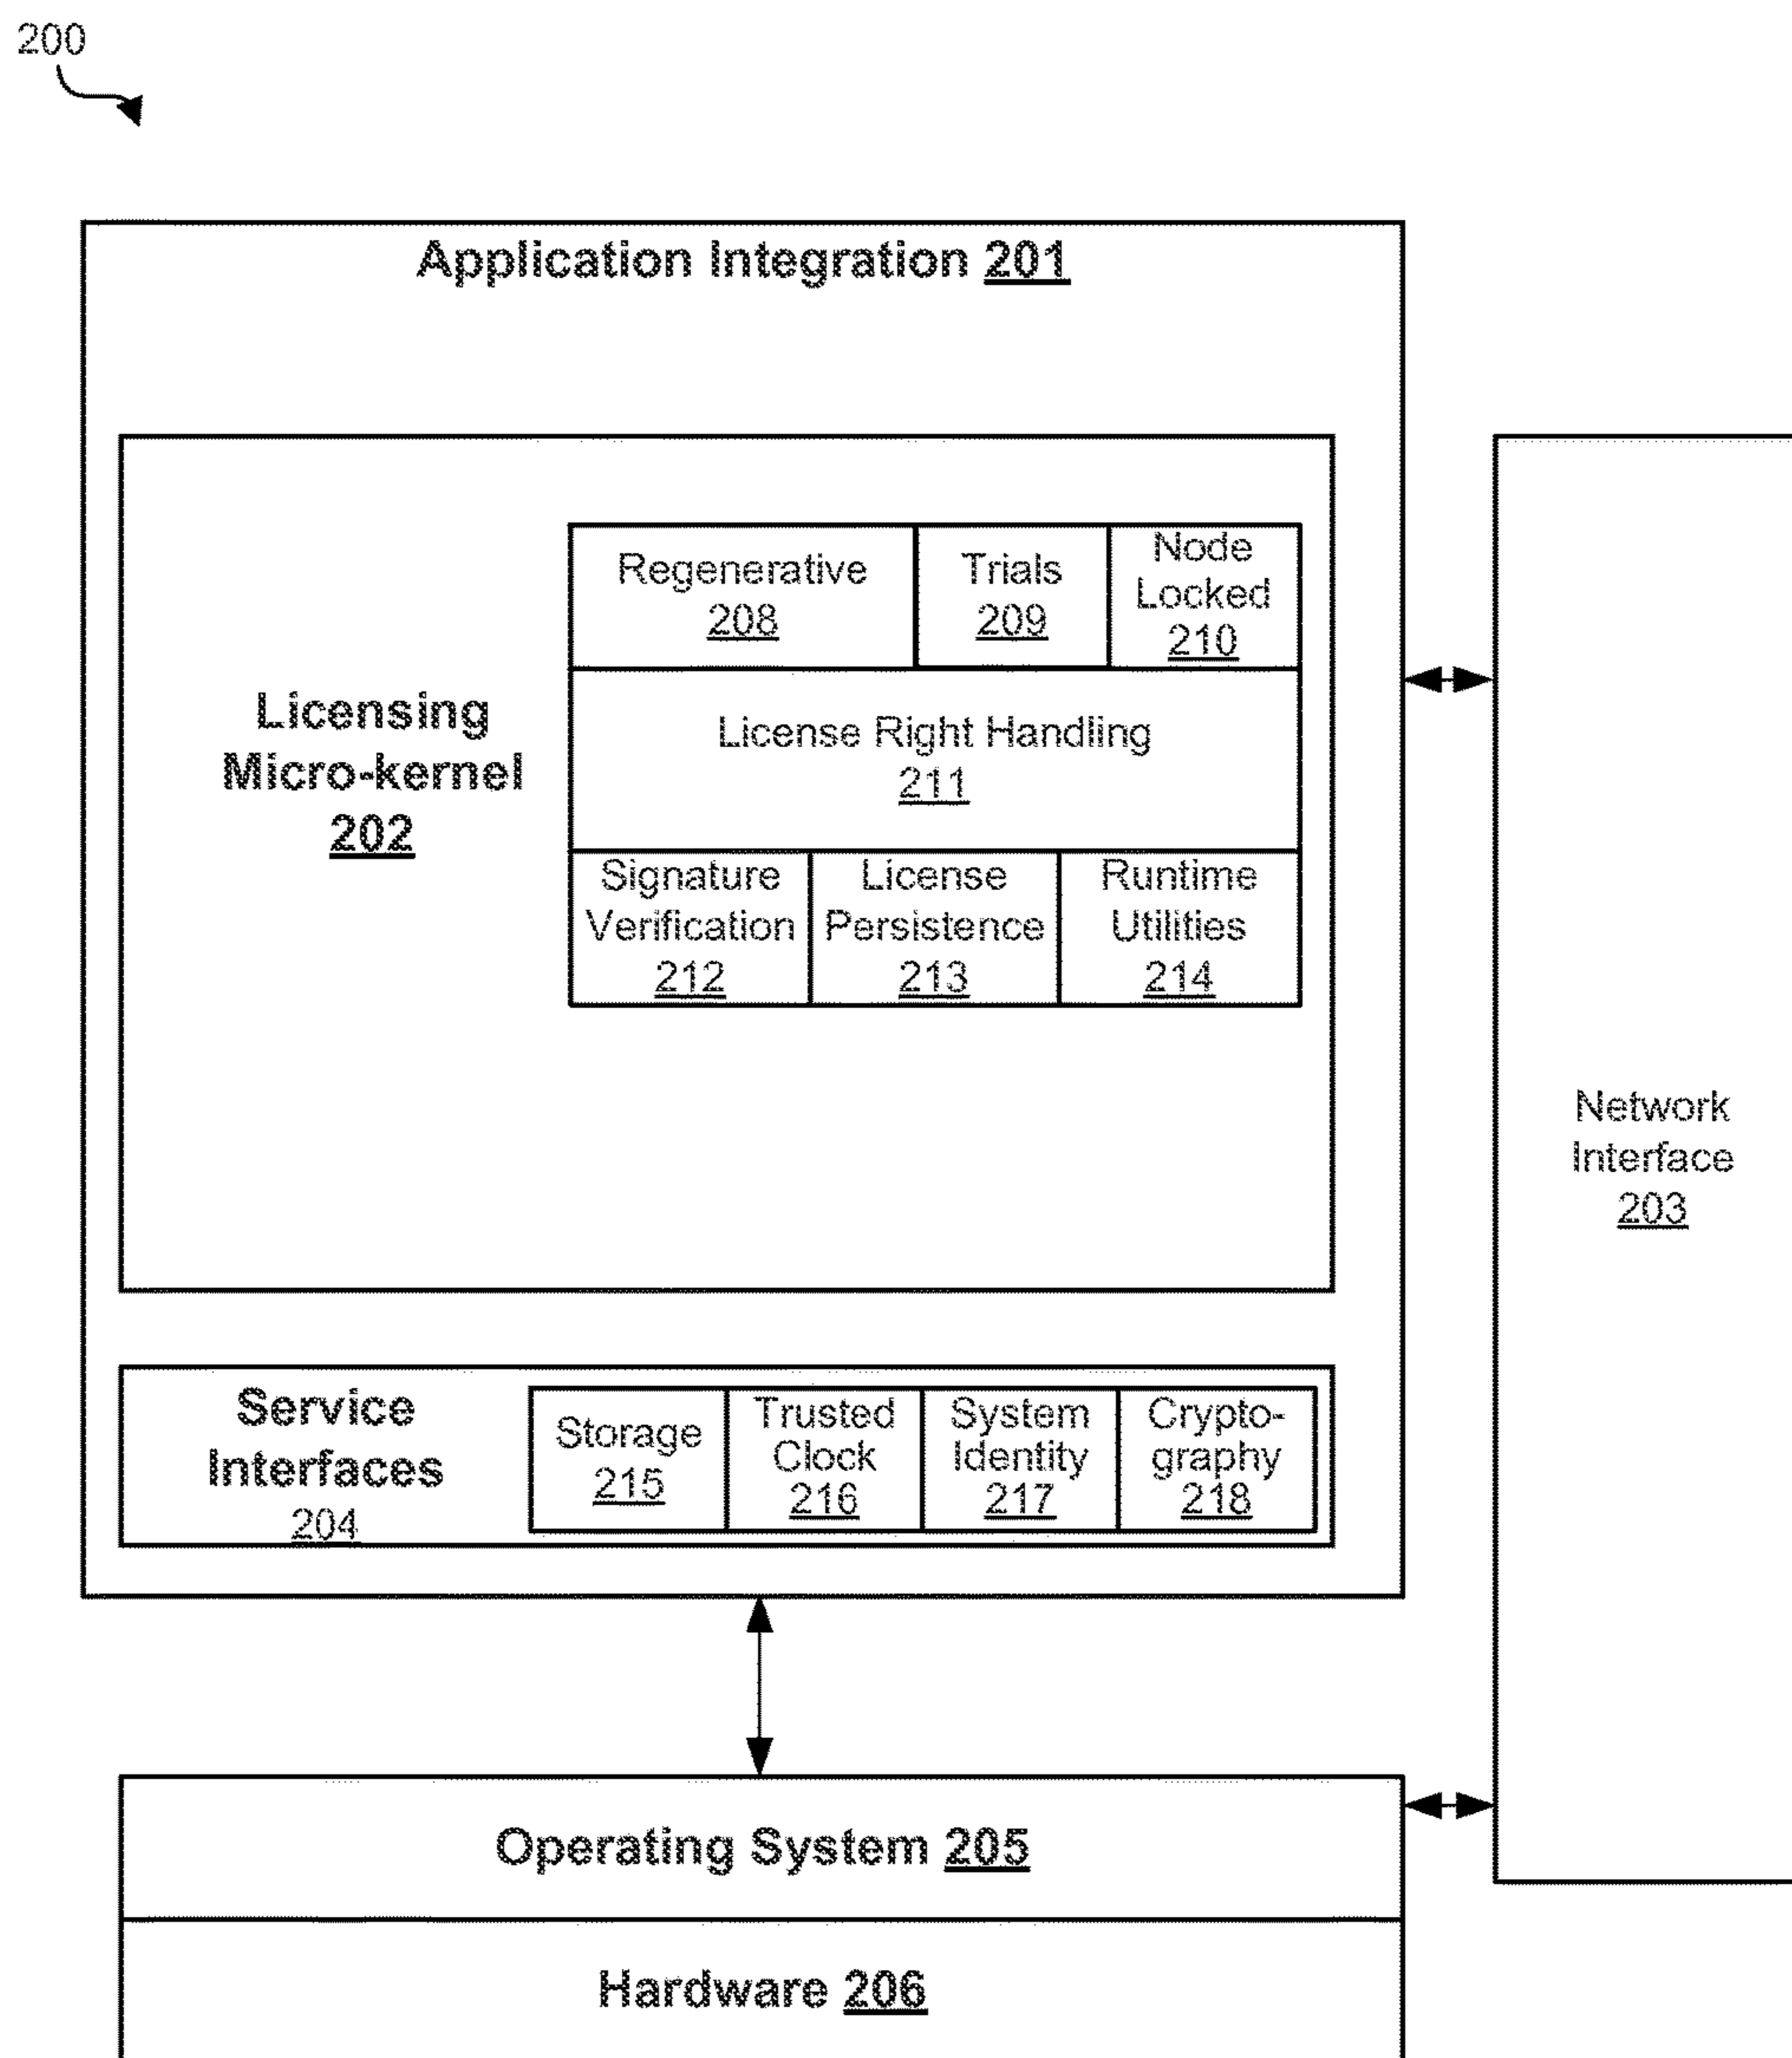 200
Application Integration 201
Regenerative
208
Trials
209
Node
Locked
210
Licensing
Micro-kernel
202
License Right Handling
211
Signature
Verification
212
License
Persistence
213
Runtime
Utilities
214
Network
Interface
203
Service
Interfaces
204
Storage
215
Trusted
Clock
216
System
Identity
217
Crypto-
graphy
218
Operating System 205
Hardware 206